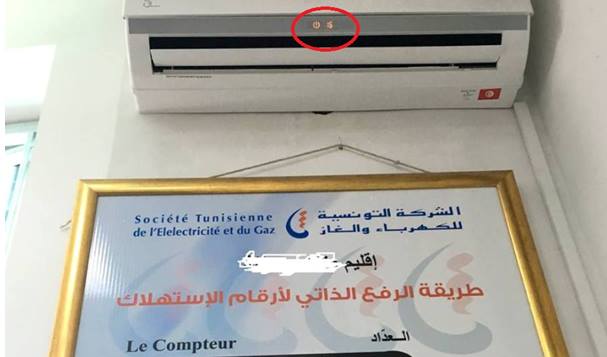 Société Tunisienne
de l'Elelectricité et du Gaz
الشركة التونسية
للكهرباء والغاز
إقليم
طريقة الرفع الذاتي لأرقام الإستهلاك
Le Compteur
العدّاد